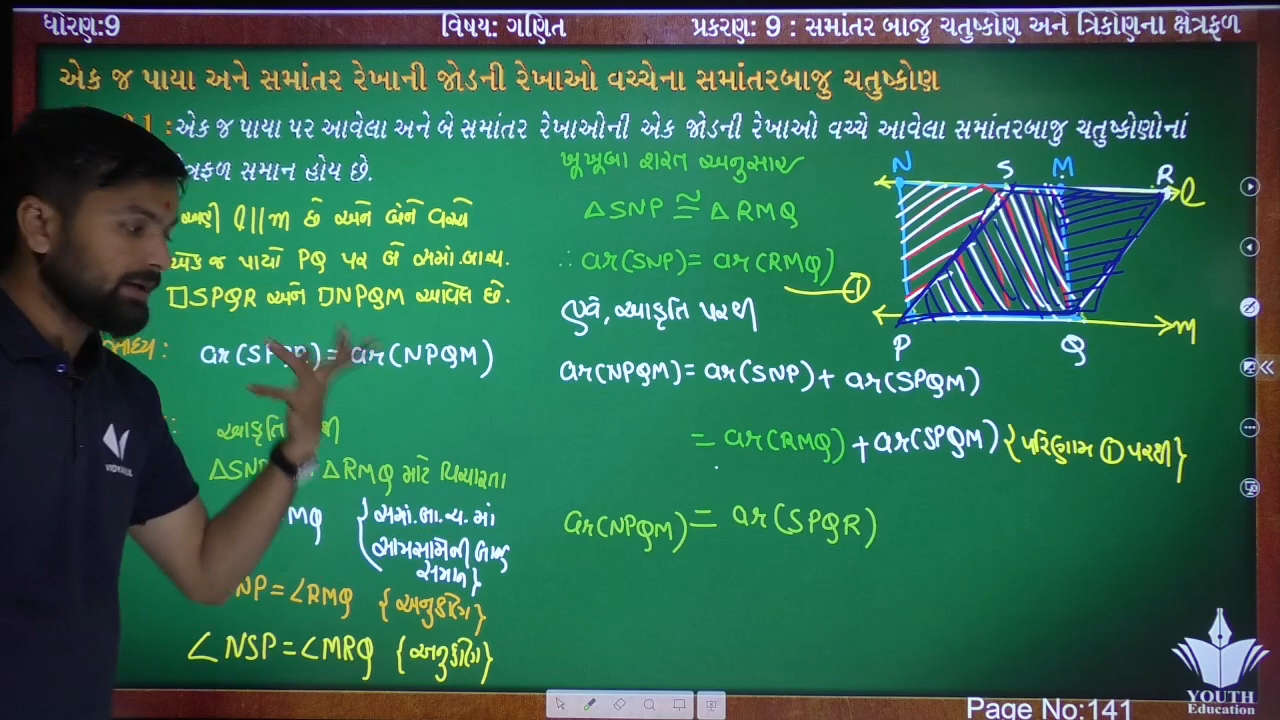 ધોરણ:9
વિષય: ગણિત
પ્રકરણ: 9 : સમાંતર બાજુ ચતુષ્કોણ અને ત્રિકોણના ક્ષેત્રફળ
એક જ પાયા અને સમાંતર રેખાની જોડની રેખાઓ વચ્ચેના સમાંતરબાજુ ચતુષ્કોણ
: એક જ પાયા પર આવેલા અને બે સમાંતર રેખાઓની એક જોડની રેખાઓ વચ્ચે આવેલા સમાંતરબાજુ ચતુષ્કોણોનાં
સમાન હોય છે.
અહી l||m છે અને બંને વચ્ચે
એક જ પાયા PQ પર બે સમાં.બા.ચ.
□SPQR અને □NPQM આવેલ છે.
= ar(NPQM)
ΔRMQ માટે વિચારતા
MQ {સમાં.બા.ચ. માં
સામસામેની બાજુ
સમાન}
NP = ∠RMQ {અનુકોણ}
∠NSP = ∠MRQ {અનુકોણ}
ખૂખૂબા શરત અનુસાર
ΔSNP ≅ ΔRMQ
∴ ar(SNP) = ar(RMQ) ①
હવે, આકૃતિ પરથી
ar(NPQM) = ar(SNP) + ar(SPQM)
= ar(RMQ) + ar(SPQM) {પરિણામ ① પરથી}
ar(NPQM) = ar(SPQR)
N S M R l
P Q m
VIDYAKUL
YOUTH
Education
Page No:141